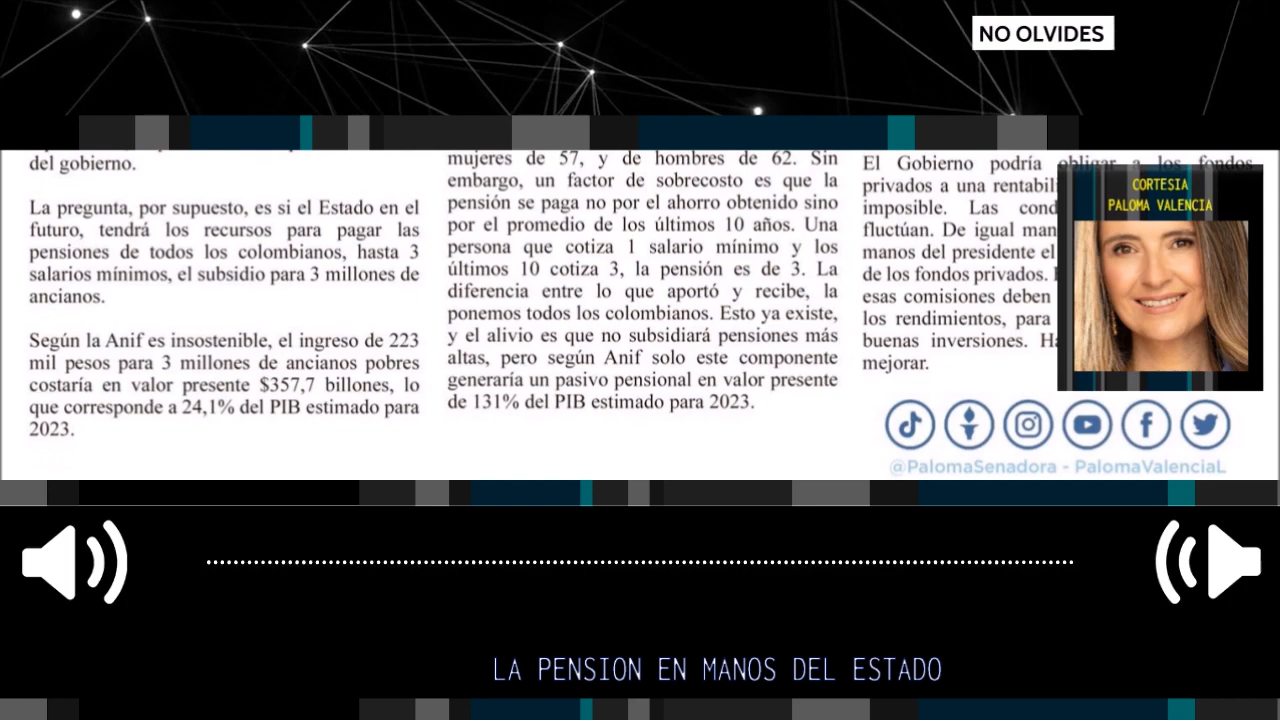 NO OLVIDES
del gobierno.
La pregunta, por supuesto, es si el Estado en el
futuro, tendrá los recursos para pagar las
pensiones de todos los colombianos, hasta 3
salarios mínimos, el subsidio para 3 millones de
ancianos.
Según la Anif es insostenible, el ingreso de 223
mil pesos para 3 millones de ancianos pobres
costaría en valor presente $357,7 billones, lo
que corresponde a 24,1% del PIB estimado para
2023.
mujeres de 57, y de hombres de 62. Sin
embargo, un factor de sobrecosto es que la
pensión se paga no por el ahorro obtenido sino
por el promedio de los últimos 10 años. Una
persona que cotiza 1 salario mínimo y los
últimos 10 cotiza 3, la pensión es de 3. La
diferencia entre lo que aportó y recibe, la
ponemos todos los colombianos. Esto ya existe,
y el alivio es que no subsidiará pensiones más
altas, pero según Anif solo este componente
generaría un pasivo pensional en valor presente
de 131% del PIB estimado para 2023.
El Gobierno podría obligar a los fondos
privados a una rentabili
imposible. Las cond
fluctúan. De igual man
manos del presidente el
de los fondos privados.
esas comisiones deben
los rendimientos, para
buenas inversiones. Ha
mejorar.
CORTESIA
PALOMA VALENCIA
@PalomaSenadora - PalomaValenciaL
LA PENSION EN MANOS DEL ESTADO